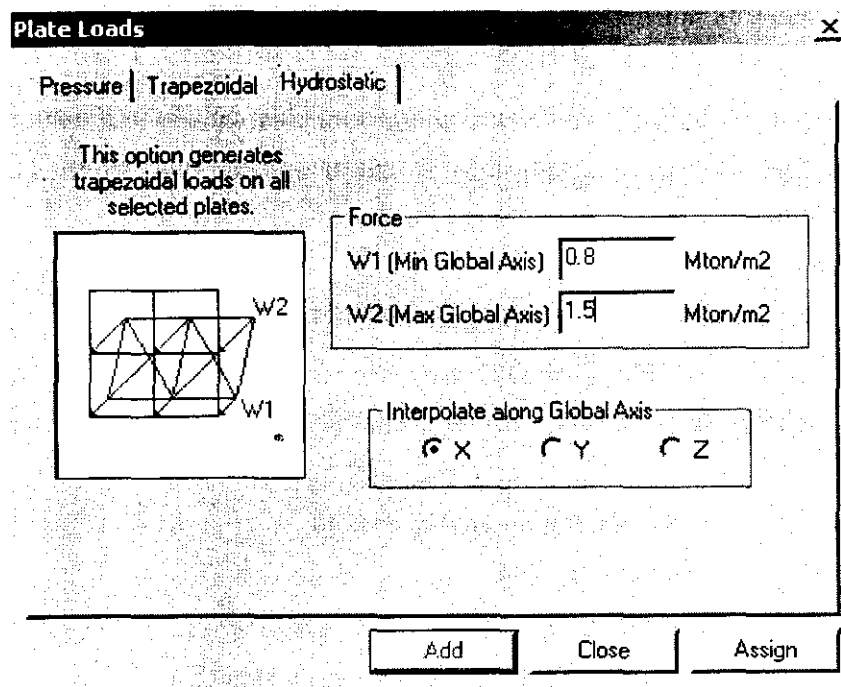 Plate Loads
Pressure Trapezoidal Hydrostatic
This option generates
trapezoidal loads on all
selected plates.
W2
W1
Force
W1 (Min Global Axis) 0.8 Mton/m2
W2 (Max Global Axis) 1.5 Mton/m2
Interpolate along Global Axis
X Y Z
Add Close Assign